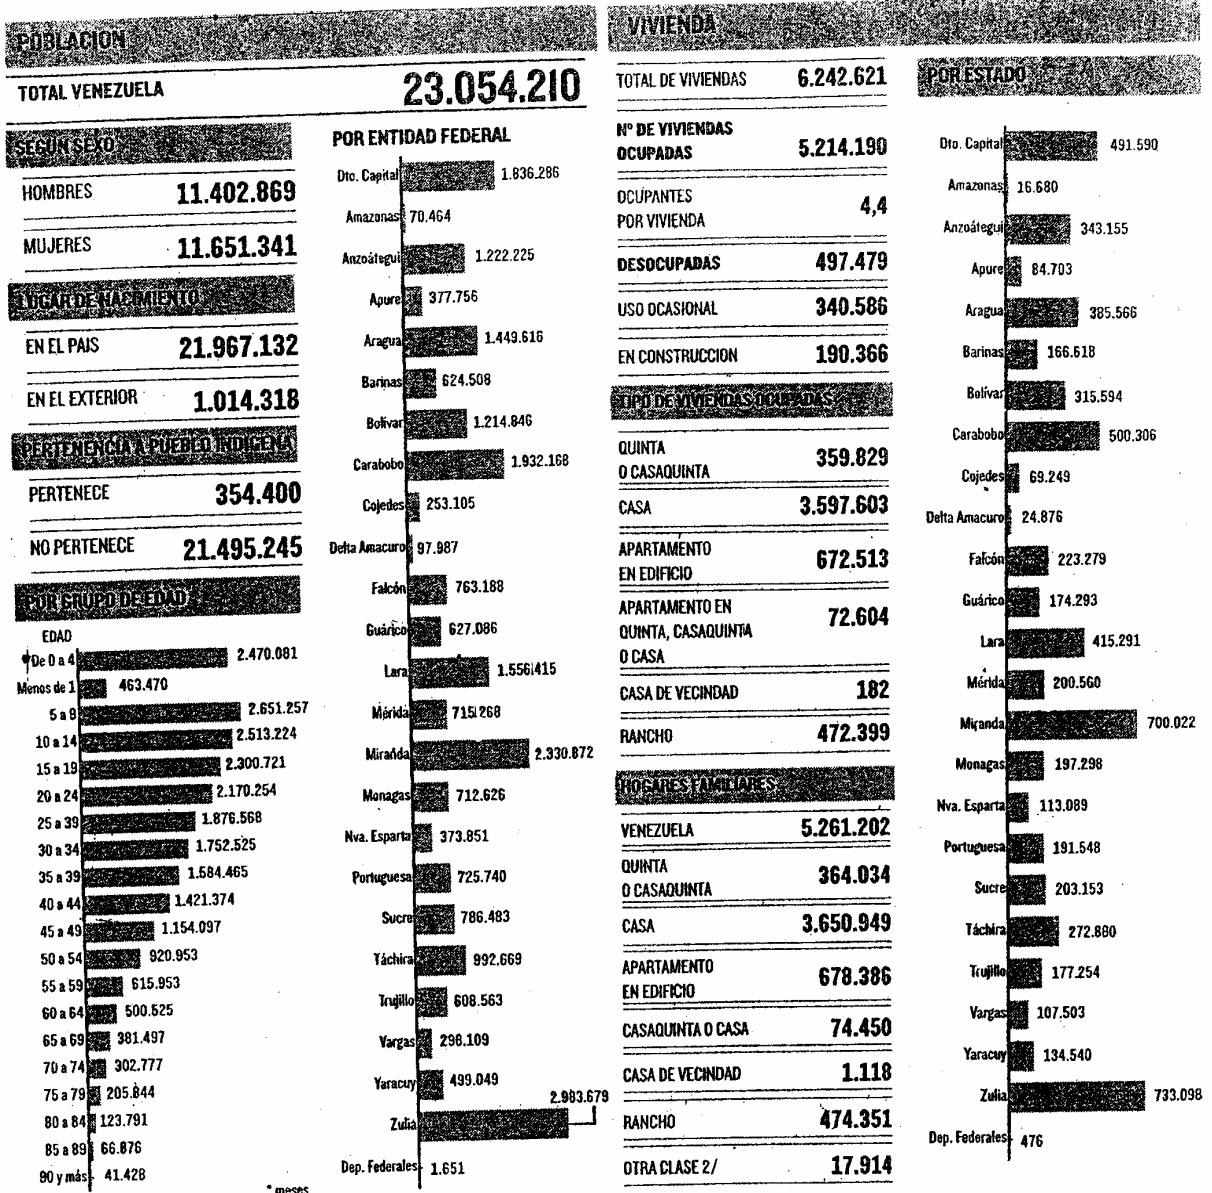 POBLACION
TOTAL VENEZUELA 23.054.210
SEGUN SEXO
HOMBRES 11.402.869
MUJERES 11.651.341
LUGAR DE NACIMIENTO
EN EL PAIS 21.967.132
EN EL EXTERIOR 1.014.318
PERTENENCIA A PUEBLO INDIGENA
PERTENECE 354.400
NO PERTENECE 21.495.245
POR GRUPO DE EDAD
EDAD
De 0 a 4 2.470.081
Menos de 1 463.470
5 a 9 2.651.257
10 a 14 2.513.224
15 a 19 2.300.721
20 a 24 2.170.254
25 a 39 1.876.568
30 a 34 1.752.525
35 a 39 1.584.465
40 a 44 1.421.374
45 a 49 1.154.097
50 a 54 920.953
55 a 59 615.953
60 a 64 500.525
65 a 69 381.497
70 a 74 302.777
75 a 79 205.844
80 a 84 123.791
85 a 89 66.876
90 y más 41.428
* meses
POR ENTIDAD FEDERAL
Dto. Capital 1.836.286
Amazonas 70.464
Anzoátegui 1.222.225
Apure 377.756
Aragua 1.449.616
Barinas 624.508
Bolívar 1.214.846
Carabobo 1.932.168
Cojedes 253.105
Delta Amacuro 97.987
Falcón 763.188
Guárico 627.086
Lara 1.556.415
Mérida 715.268
Miranda 2.330.872
Monagas 712.626
Nva. Esparta 373.851
Portuguesa 725.740
Sucre 786.483
Táchira 992.669
Trujillo 608.563
Vargas 298.109
Yaracuy 499.049
Zulia 2.983.679
Dep. Federales 1.651
VIVIENDA
TOTAL DE VIVIENDAS 6.242.621
Nº DE VIVIENDAS
OCUPADAS 5.214.190
OCUPANTES
POR VIVIENDA 4,4
DESOCUPADAS 497.479
USO OCASIONAL 340.586
EN CONSTRUCCION 190.366
TIPO DE VIVIENDAS OCUPADAS
QUINTA
O CASAQUINTA 359.829
CASA 3.597.603
APARTAMENTO
EN EDIFICIO 672.513
APARTAMENTO EN
QUINTA, CASAQUINTA 72.604
O CASA
CASA DE VECINDAD 182
RANCHO 472.399
HOGARES FAMILIARES
VENEZUELA 5.261.202
QUINTA
O CASAQUINTA 364.034
CASA 3.650.949
APARTAMENTO
EN EDIFICIO 678.386
CASAQUINTA O CASA 74.450
CASA DE VECINDAD 1.118
RANCHO 474.351
OTRA CLASE 2/ 17.914
POR ESTADO
Dto. Capital 491.590
Amazonas 16.680
Anzoátegui 343.155
Apure 84.703
Aragua 385.566
Barinas 166.618
Bolívar 315.594
Carabobo 500.306
Cojedes 69.249
Delta Amacuro 24.876
Falcón 223.279
Guárico 174.293
Lara 415.291
Mérida 200.560
Miranda 700.022
Monagas 197.298
Nva. Esparta 113.089
Portuguesa 191.548
Sucre 203.153
Táchira 272.880
Trujillo 177.254
Vargas 107.503
Yaracuy 134.540
Zulia 733.098
Dep. Federales 476